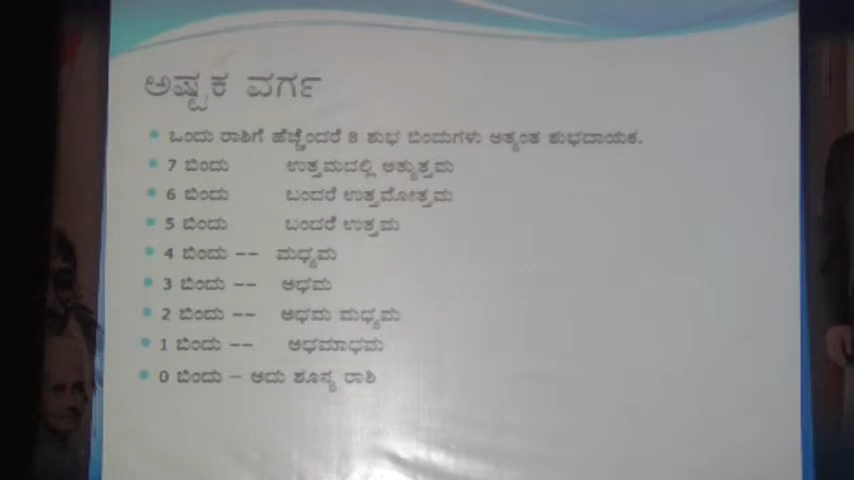 ಅಷ್ಟಕ ವರ್ಗ
ಒಂದು ರಾಶಿಗೆ ಹೆಚ್ಚೆಂದರೆ 8 ಶುಭ ಬಿಂದುಗಳು ಅತ್ಯಂತ ಶುಭದಾಯಕ.
7 ಬಿಂದು ಉತ್ತಮದಲ್ಲಿ ಅತ್ಯುತ್ತಮ
6 ಬಿಂದು ಬಂದರೆ ಉತ್ತಮೋತ್ತಮ
5 ಬಿಂದು ಬಂದರೆ ಉತ್ತಮ
4 ಬಿಂದು -- ಮಧ್ಯಮ
3 ಬಿಂದು -- ಅಧಮ
2 ಬಿಂದು -- ಅಧಮ ಮಧ್ಯಮ
1 ಬಿಂದು -- ಅಧಮಾಧಮ
0 ಬಿಂದು – ಅದು ಶೂನ್ಯ ರಾಶಿ